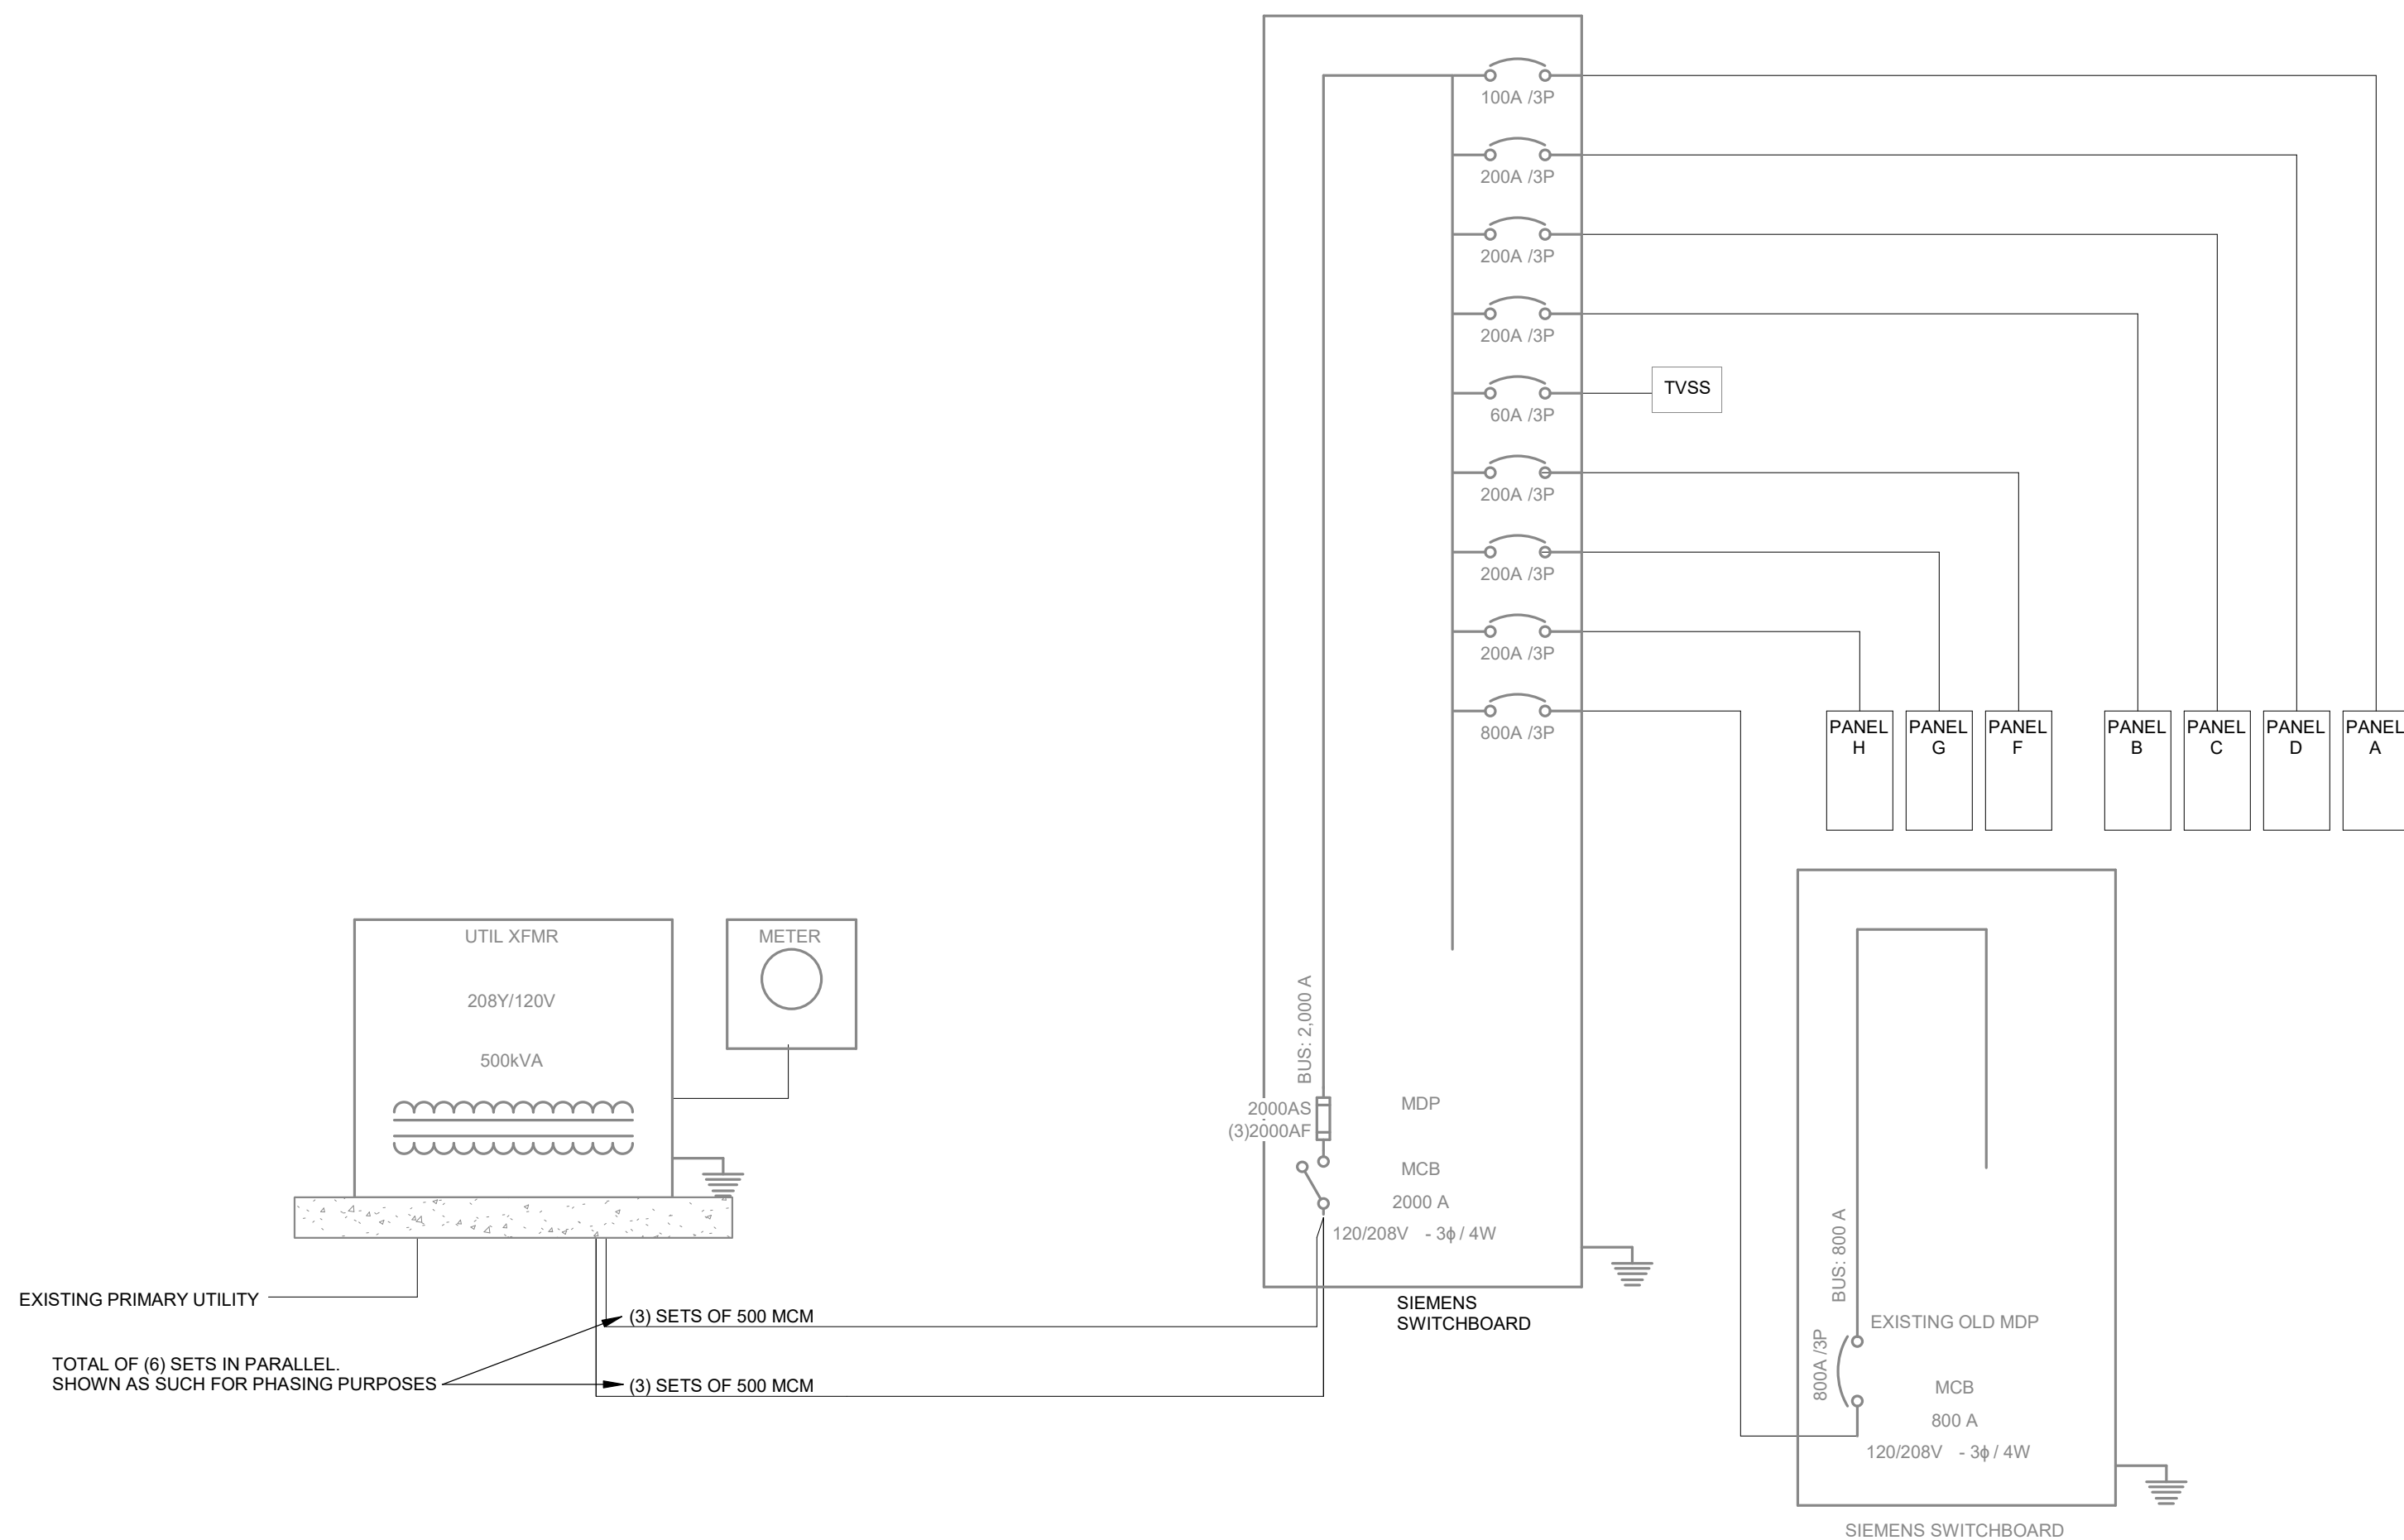 100A /3P
200A /3P
200A /3P
200A /3P
60A /3P
TVSS
200A /3P
200A /3P
200A /3P
800A /3P
PANEL
H
PANEL
G
PANEL
F
PANEL
B
PANEL
C
PANEL
D
PANEL
A
UTIL XFMR
208Y/120V
500kVA
METER
BUS: 2,000 A
2000AS
(3)2000AF
MDP
MCB
2000 A
120/208V - 3ϕ / 4W
SIEMENS
SWITCHBOARD
EXISTING PRIMARY UTILITY
(3) SETS OF 500 MCM
TOTAL OF (6) SETS IN PARALLEL.
SHOWN AS SUCH FOR PHASING PURPOSES
(3) SETS OF 500 MCM
BUS: 800 A
EXISTING OLD MDP
800A /3P
MCB
800 A
120/208V - 3ϕ / 4W
SIEMENS SWITCHBOARD